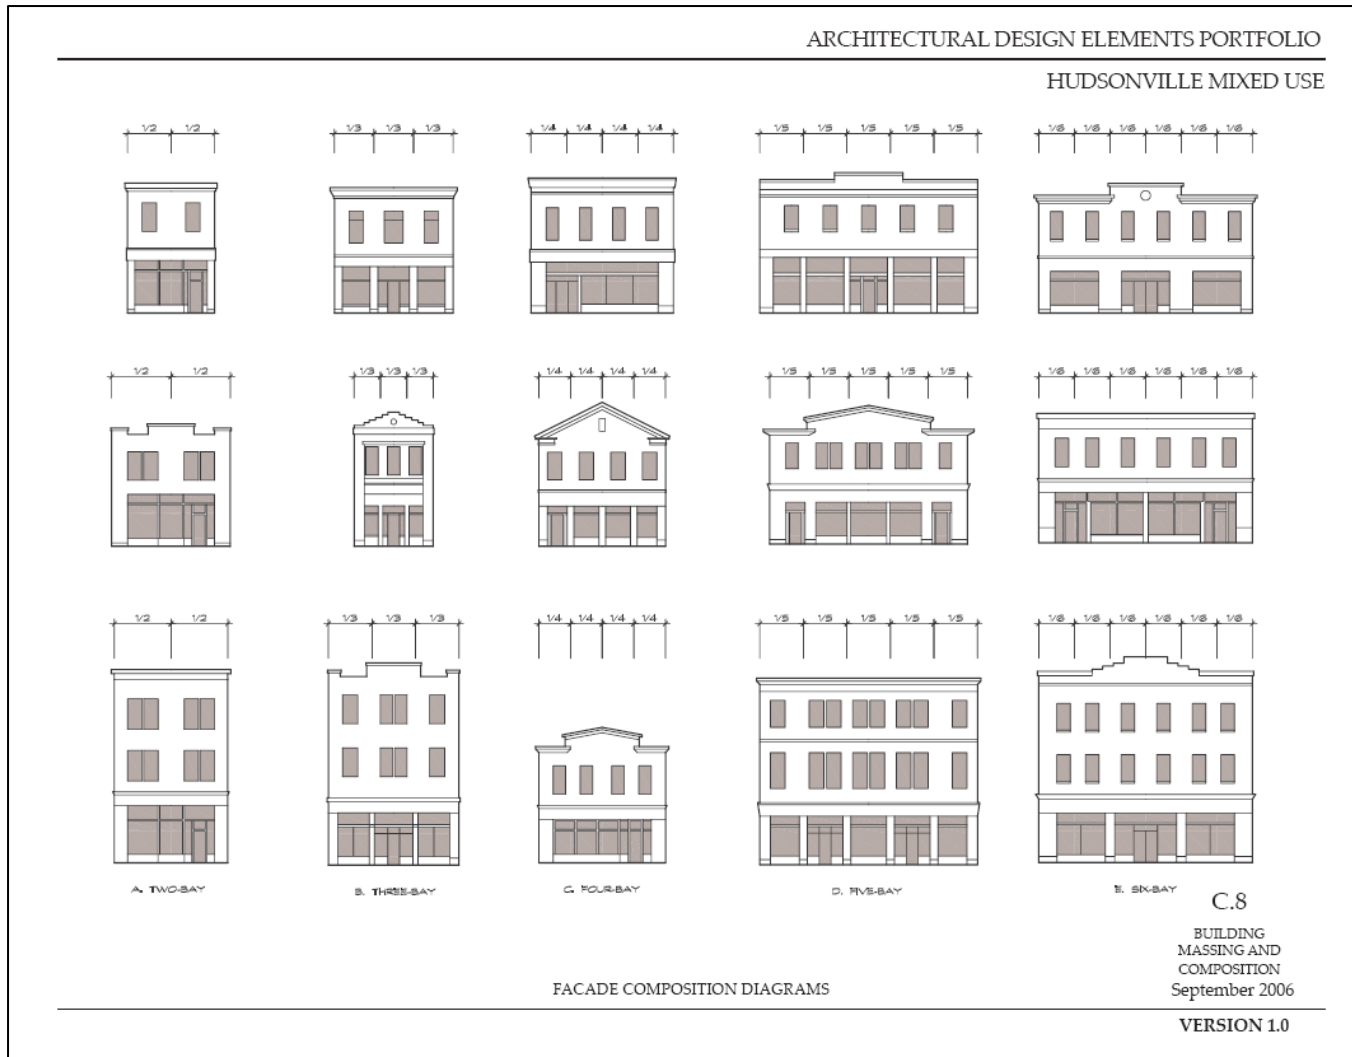 ARCHITECTURAL DESIGN ELEMENTS PORTFOLIO
HUDSONVILLE MIXED USE
1/2 1/2 1/3 1/3 1/3 1/4 1/4 1/4 1/4 1/5 1/5 1/5 1/5 1/5 1/6 1/6 1/6 1/6 1/6 1/6
1/2 1/2 1/3 1/3 1/3 1/4 1/4 1/4 1/4 1/5 1/5 1/5 1/5 1/5 1/6 1/6 1/6 1/6 1/6 1/6
1/2 1/2 1/3 1/3 1/3 1/4 1/4 1/4 1/4 1/5 1/5 1/5 1/5 1/5 1/6 1/6 1/6 1/6 1/6 1/6
A. TWO-BAY B. THREE-BAY C. FOUR-BAY D. FIVE-BAY E. SIX-BAY
C.8
BUILDING
MASSING AND
COMPOSITION
FACADE COMPOSITION DIAGRAMS September 2006
VERSION 1.0